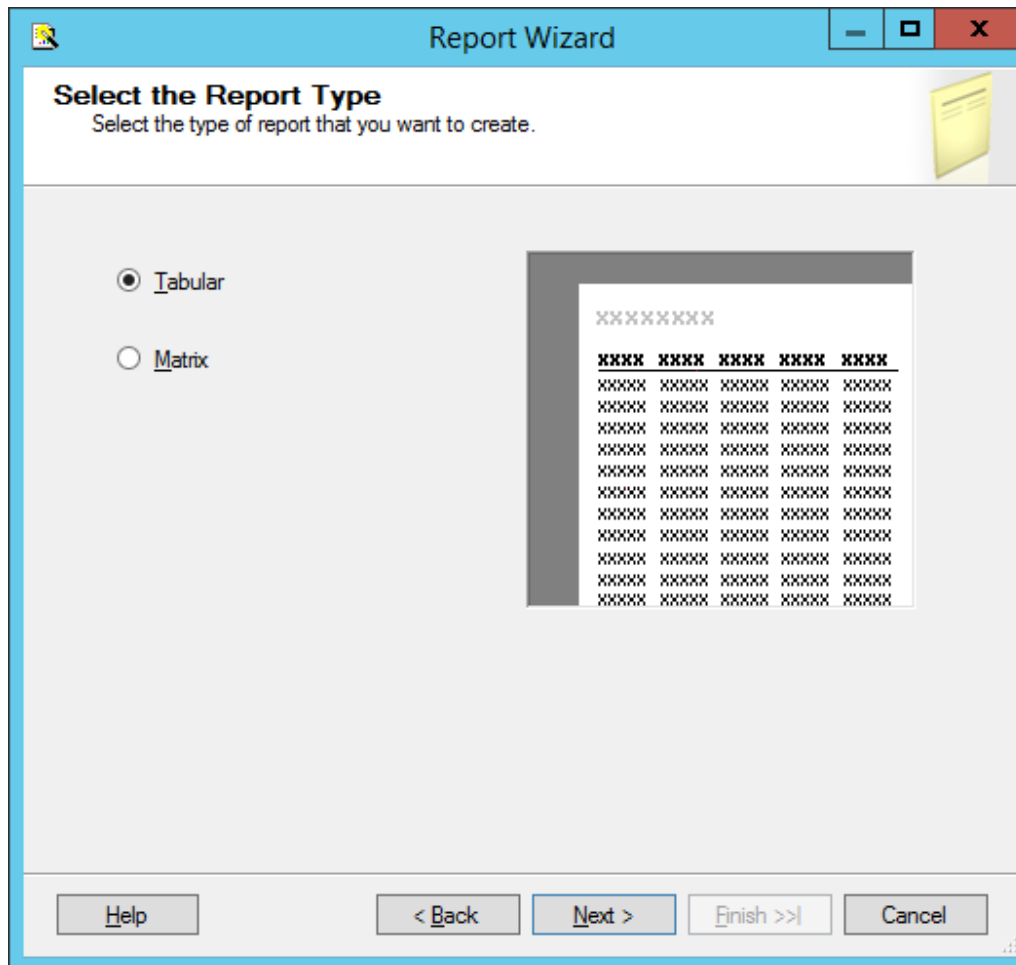 Report Wizard
Select the Report Type
Select the type of report that you want to create.
Tabular
Matrix
xxxxxxxx
xxxx xxxx xxxx xxxx xxxx
xxxxx xxxxx xxxxx xxxxx xxxxx
xxxxx xxxxx xxxxx xxxxx xxxxx
xxxxx xxxxx xxxxx xxxxx xxxxx
xxxxx xxxxx xxxxx xxxxx xxxxx
xxxxx xxxxx xxxxx xxxxx xxxxx
xxxxx xxxxx xxxxx xxxxx xxxxx
xxxxx xxxxx xxxxx xxxxx xxxxx
xxxxx xxxxx xxxxx xxxxx xxxxx
xxxxx xxxxx xxxxx xxxxx xxxxx
xxxxx xxxxx xxxxx xxxxx xxxxx
xxxxx xxxxx xxxxx xxxxx xxxxx
Help < Back Next > Finish >>| Cancel